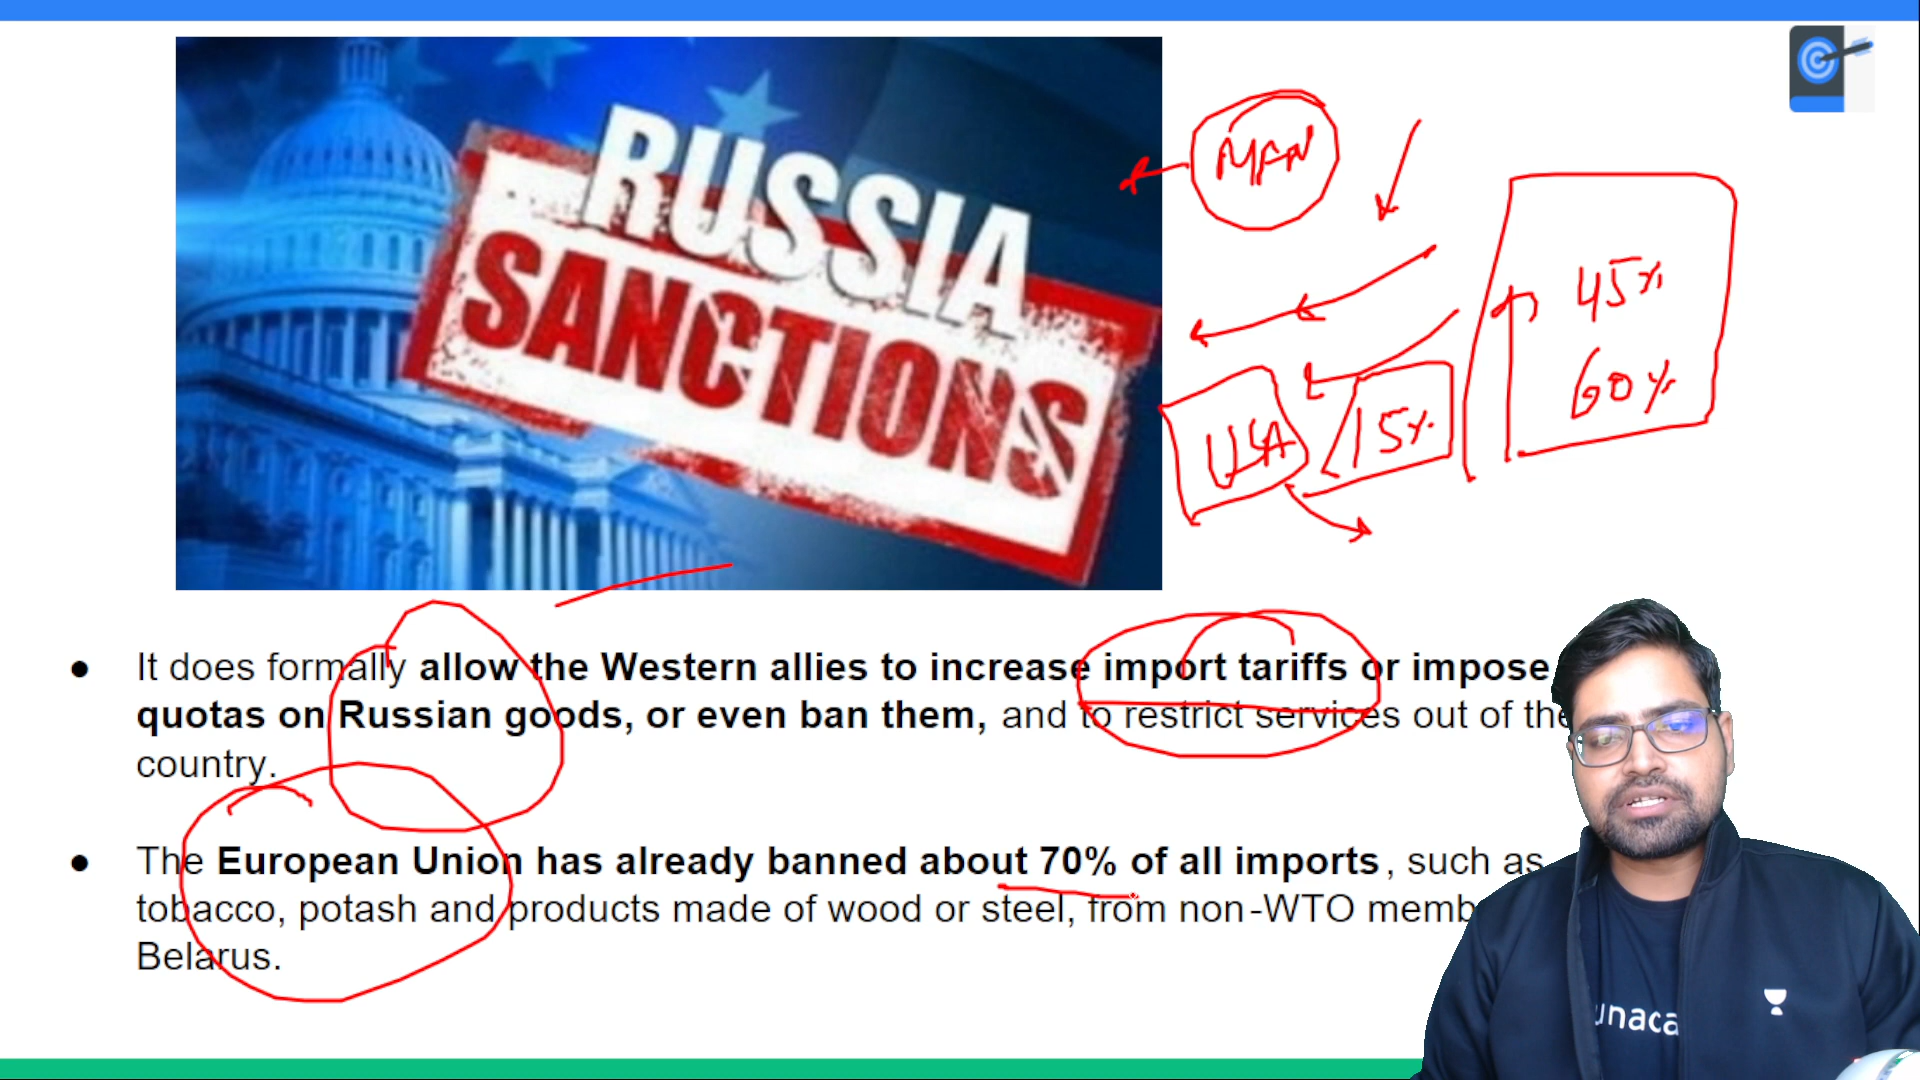 RUSSIA
SANCTIONS
MFN
45%
60%
USA
15%
It does formally allow the Western allies to increase import tariffs or impose
quotas on Russian goods, or even ban them, and to restrict services out of the
country.
The European Union has already banned about 70% of all imports, such as
tobacco, potash and products made of wood or steel, from non-WTO memb
Belarus.
unaca